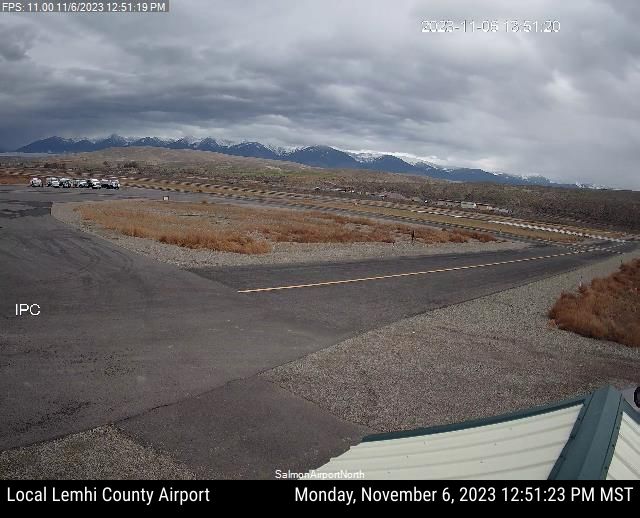 FPS: 11.00 11/6/2023 12:51:19 PM
2023-11-06 13:51:20
IPC
SalmonAirportNorth
Local Lemhi County Airport
Monday, November 6, 2023 12:51:23 PM MST